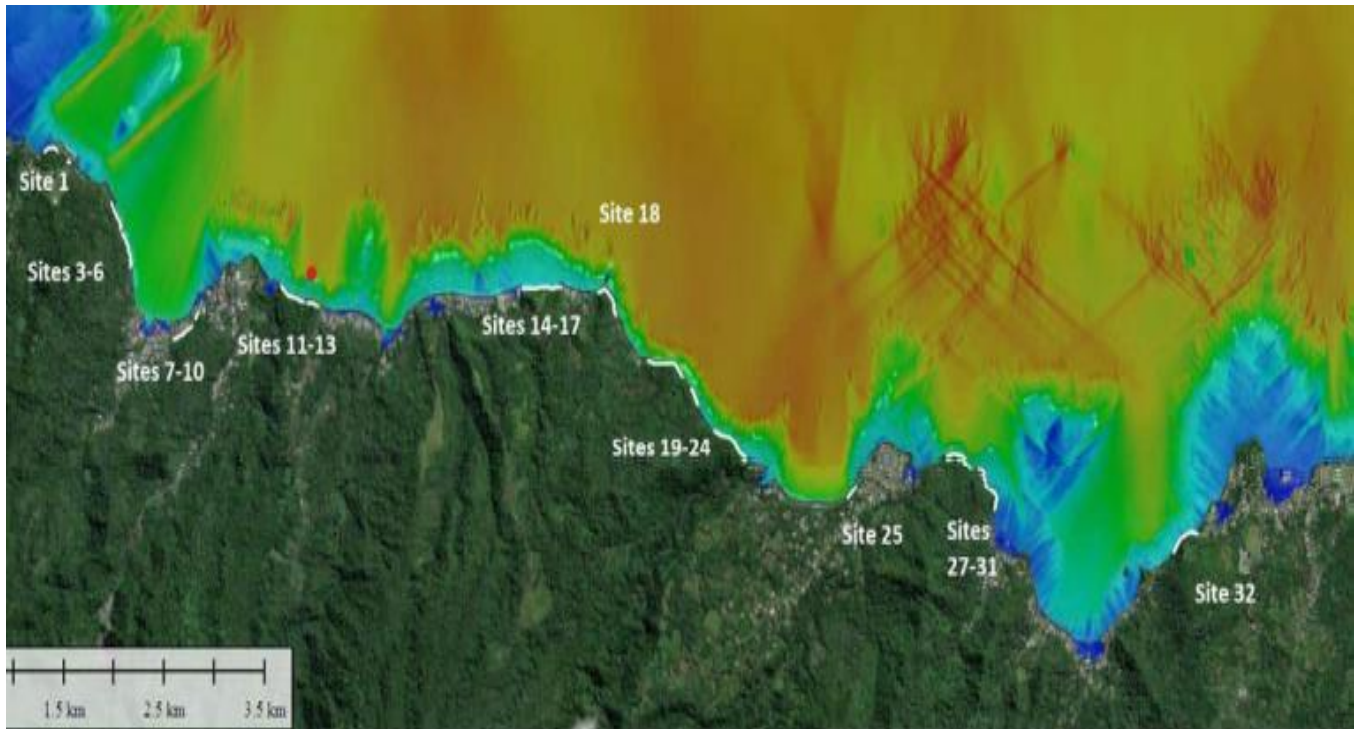 Site 1
Site 18
Sites 3-6
Sites 11-13
Sites 14-17
Sites 7-10
Sites 19-24
Site 25
Sites
27-31
Site 32
1.5 km
2.5 km
3.5 km